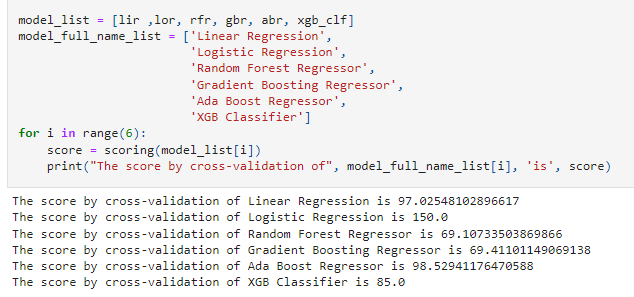 model_list = [lir ,lor, rfr, gbr, abr, xgb_clf]
model_full_name_list = ['Linear Regression',
'Logistic Regression',
'Random Forest Regressor',
'Gradient Boosting Regressor',
'Ada Boost Regressor',
'XGB Classifier']
for i in range(6):
score = scoring(model_list[i])
print("The score by cross-validation of", model_full_name_list[i], 'is', score)
The score by cross-validation of Linear Regression is 97.02548102896617
The score by cross-validation of Logistic Regression is 150.0
The score by cross-validation of Random Forest Regressor is 69.10733503869866
The score by cross-validation of Gradient Boosting Regressor is 69.41101149069138
The score by cross-validation of Ada Boost Regressor is 98.52941176470588
The score by cross-validation of XGB Classifier is 85.0